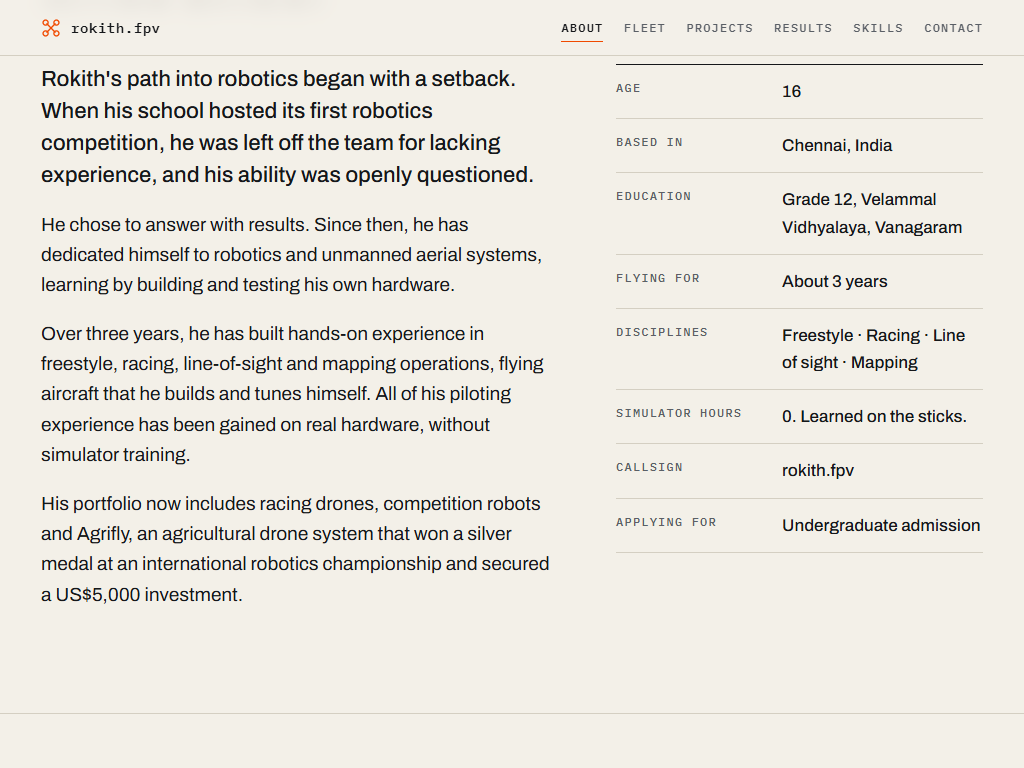 rokith.fpv
ABOUT FLEET PROJECTS RESULTS SKILLS CONTACT
Rokith's path into robotics began with a setback.
When his school hosted its first robotics
competition, he was left off the team for lacking
experience, and his ability was openly questioned.
He chose to answer with results. Since then, he has
dedicated himself to robotics and unmanned aerial systems,
learning by building and testing his own hardware.
Over three years, he has built hands-on experience in
freestyle, racing, line-of-sight and mapping operations, flying
aircraft that he builds and tunes himself. All of his piloting
experience has been gained on real hardware, without
simulator training.
His portfolio now includes racing drones, competition robots
and Agrifly, an agricultural drone system that won a silver
medal at an international robotics championship and secured
a US$5,000 investment.
AGE 16
BASED IN Chennai, India
EDUCATION Grade 12, Velammal
Vidhyalaya, Vanagaram
FLYING FOR About 3 years
DISCIPLINES Freestyle · Racing · Line
of sight · Mapping
SIMULATOR HOURS 0. Learned on the sticks.
CALLSIGN rokith.fpv
APPLYING FOR Undergraduate admission